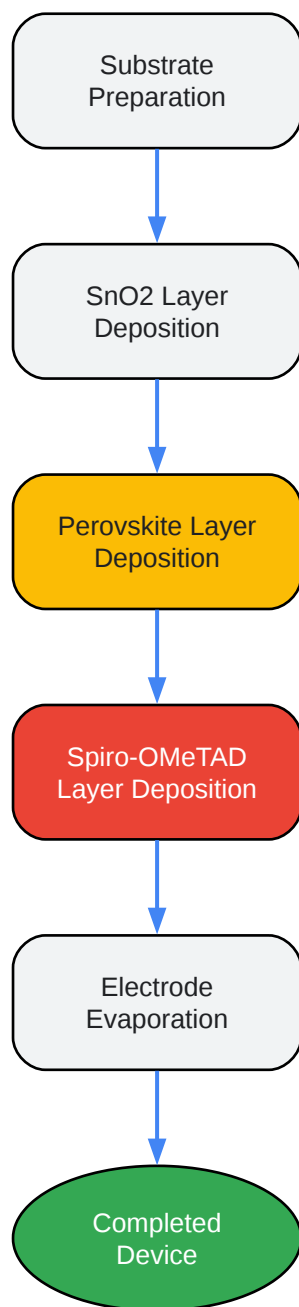 Substrate
Preparation
SnO2 Layer
Deposition
Perovskite Layer
Deposition
Spiro-OMeTAD
Layer Deposition
Electrode
Evaporation
Completed
Device